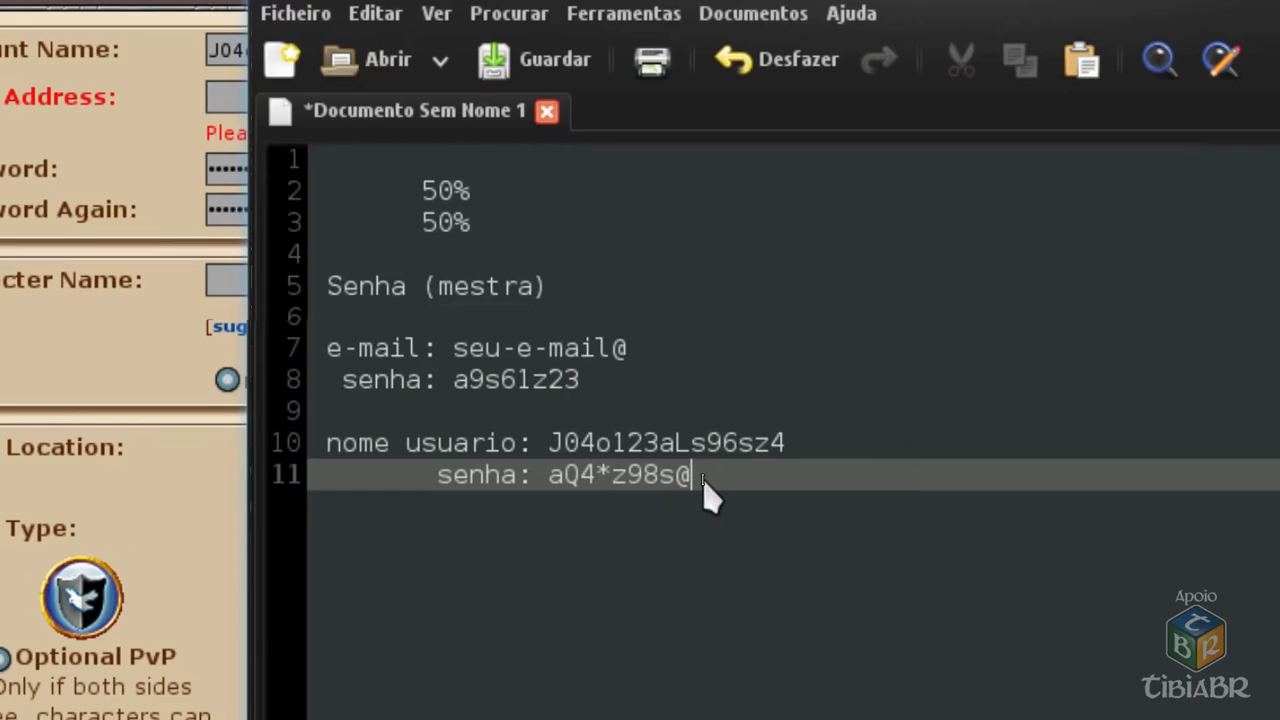 Ficheiro Editar Ver Procurar Ferramentas Documentos Ajuda
Abrir Guardar Desfazer
*Documento Sem Nome 1
1
2 50%
3 50%
4
5 Senha (mestra)
6
7 e-mail: seu-e-mail@
8 senha: a9s61z23
9
10 nome usuario: J04o123aLs96sz4
11 senha: aQ4*z98s@
unt Name: J04
Address:
Plea
word:
word Again:
cter Name:
[sug
Location:
Type:
Optional PvP
Only if both sides
ee, characters can
Apoio
T
B R
TIBIABR